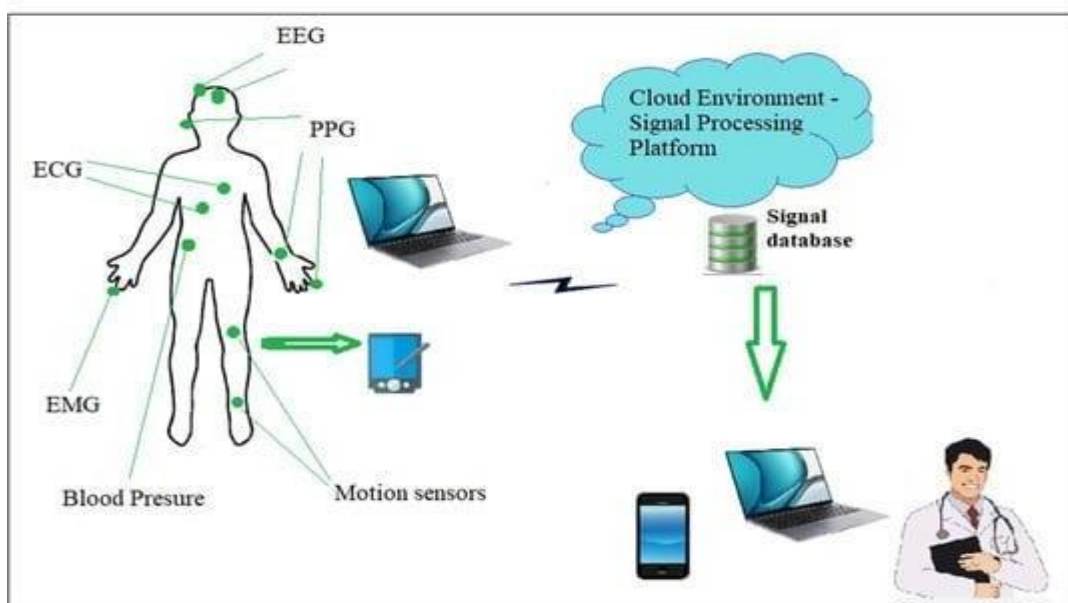 EEG
PPG
ECG
EMG
Blood Presure
Motion sensors
Cloud Environment -
Signal Processing
Platform
Signal
database